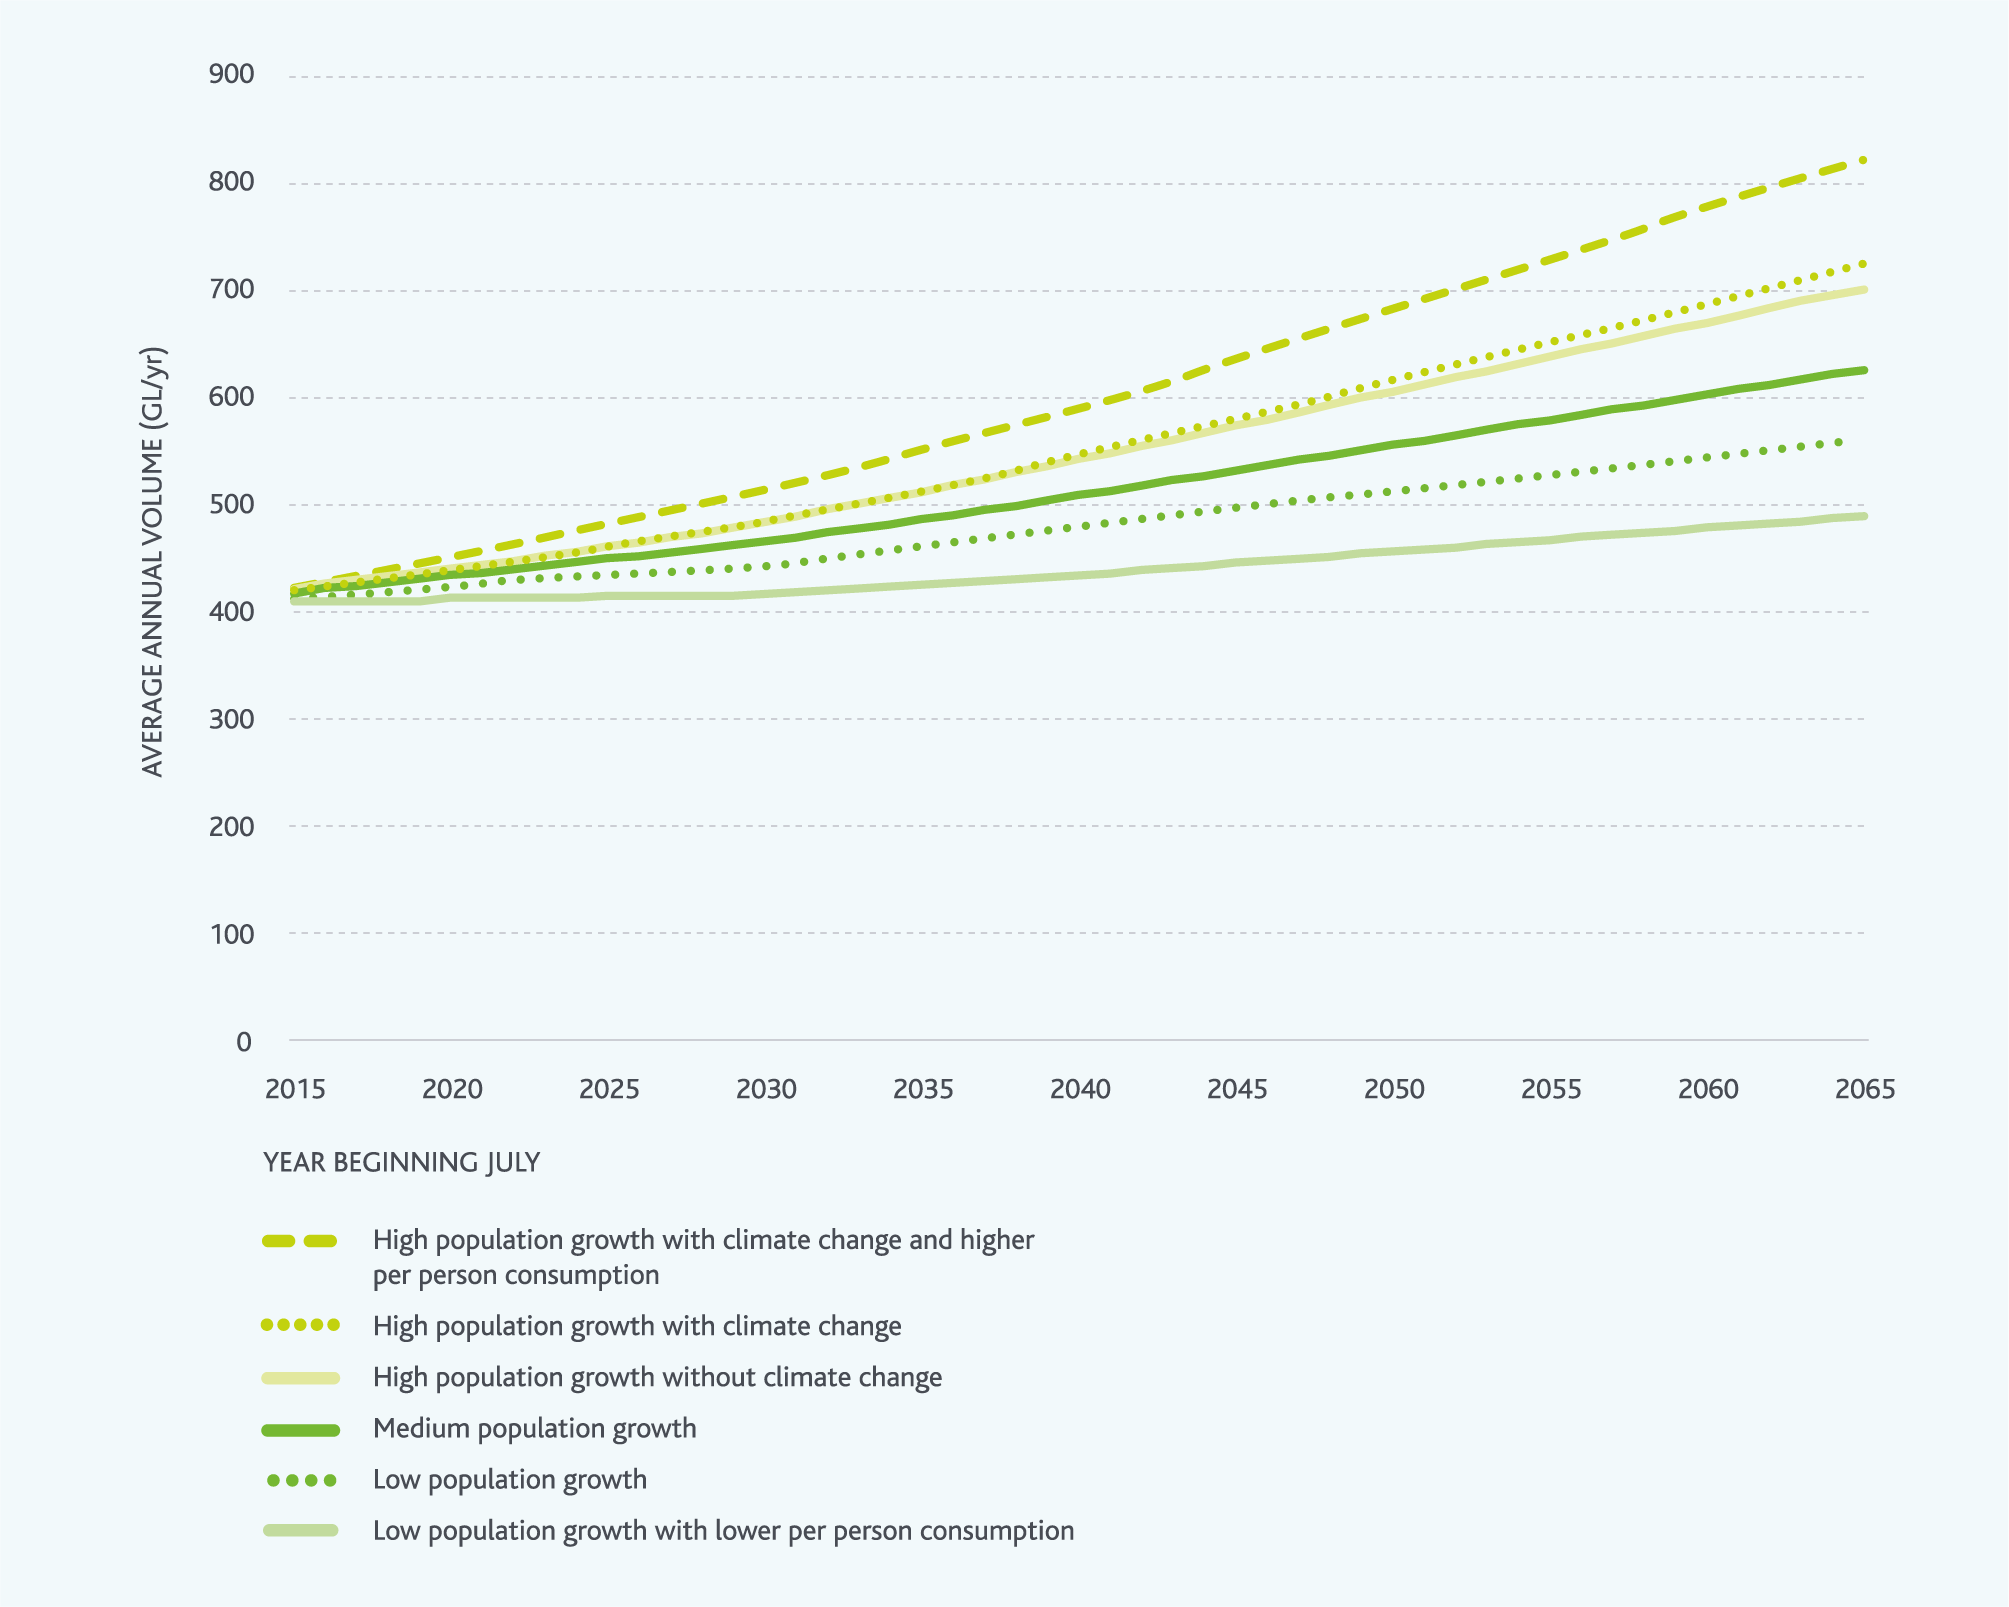 900
800
700
600
500
400
300
200
100
0
AVERAGE ANNUAL VOLUME (GL/yr)
2015 2020 2025 2030 2035 2040 2045 2050 2055 2060 2065
YEAR BEGINNING JULY
High population growth with climate change and higher
per person consumption
High population growth with climate change
High population growth without climate change
Medium population growth
Low population growth
Low population growth with lower per person consumption